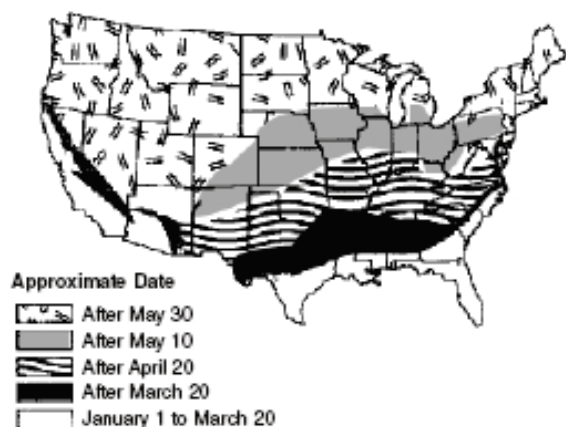 Approximate Date
After May 30
After May 10
After April 20
After March 20
January 1 to March 20